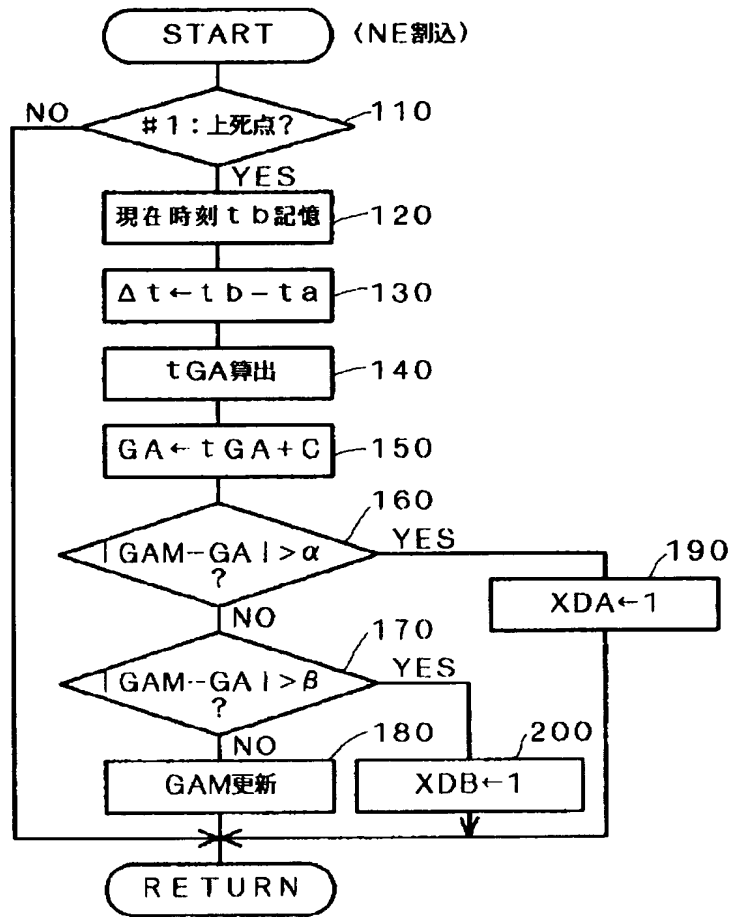 START
(NE割込)
NO
#1:上死点?
110
YES
現在時刻tb記憶
120
Δt←tb-ta
130
tGA算出
140
GA←tGA+C
150
160
|GAM-GA|>α
?
YES
190
XDA←1
NO
170
|GAM-GA|>β
?
YES
NO
180
200
GAM更新
XDB←1
RETURN